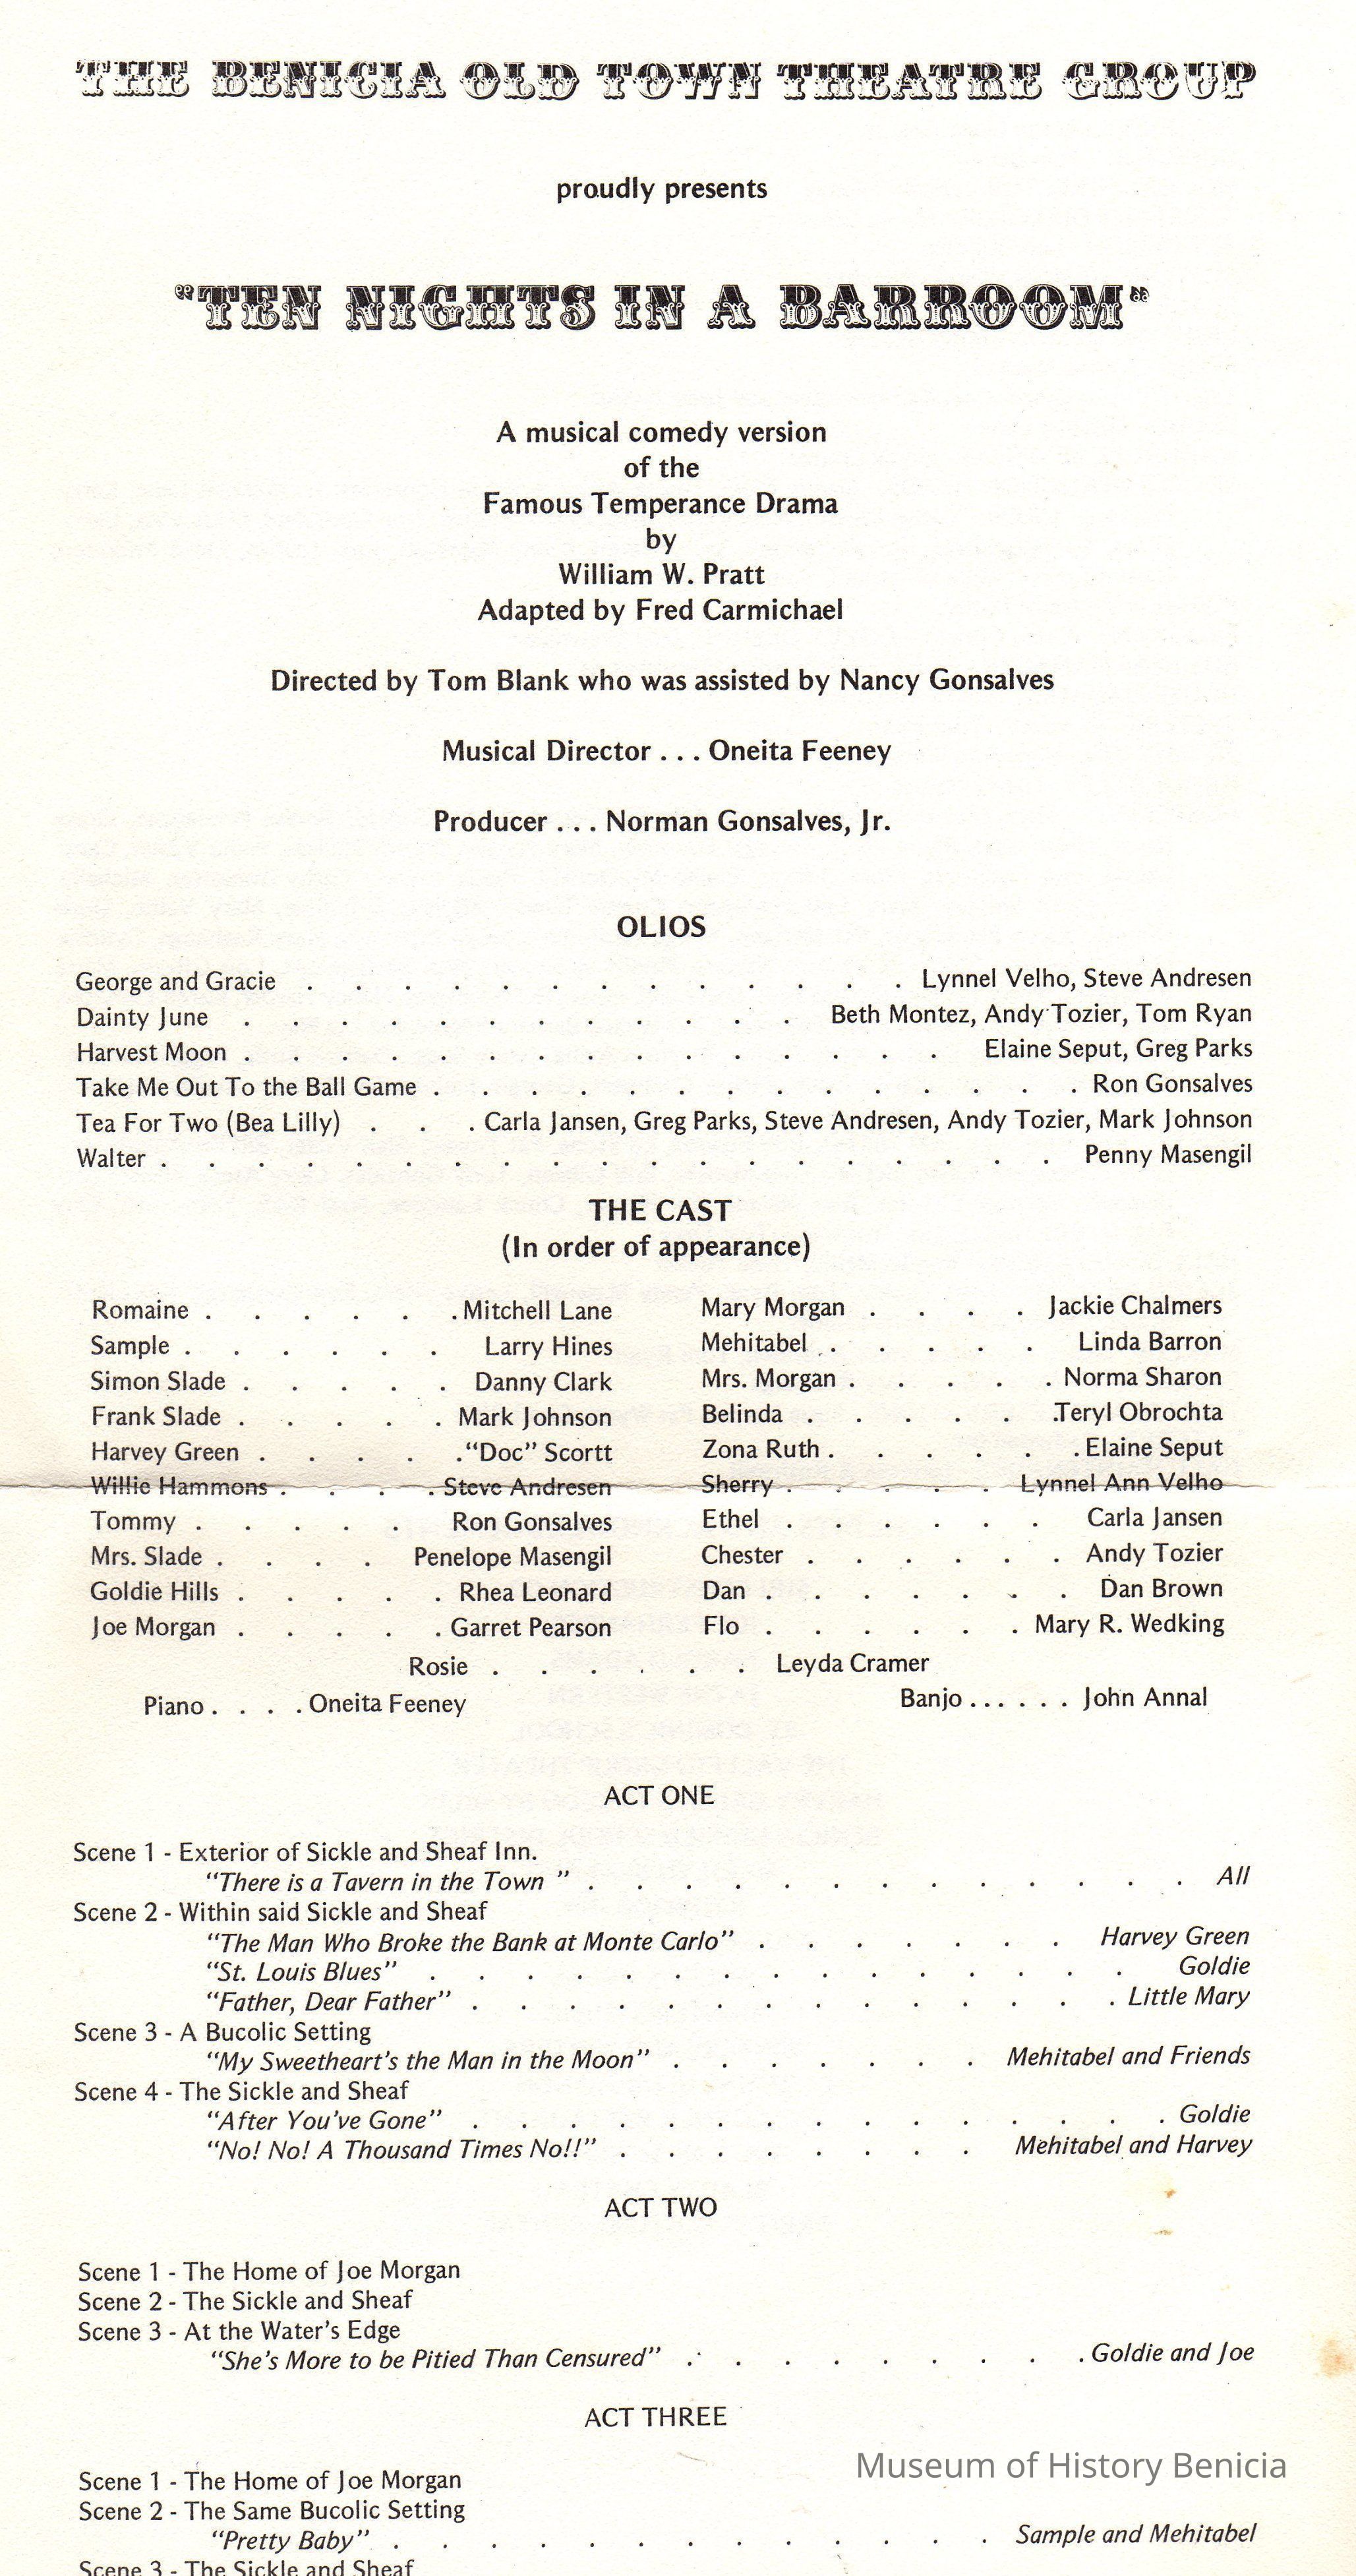 THE BENICIA OLD TOWN THEATRE GROUP
proudly presents
"TEN NIGHTS IN A BARROOM"
A musical comedy version
of the
Famous Temperance Drama
by
William W. Pratt
Adapted by Fred Carmichael
Directed by Tom Blank who was assisted by Nancy Gonsalves
Musical Director . . . Oneita Feeney
Producer . . . Norman Gonsalves, Jr.
OLIOS
George and Gracie . . . . . . . . . . . . . Lynnel Velho, Steve Andresen
Dainty June . . . . . . . . . . . . Beth Montez, Andy Tozier, Tom Ryan
Harvest Moon . . . . . . . . . . . . . . . Elaine Seput, Greg Parks
Take Me Out To the Ball Game . . . . . . . . . . . . . . Ron Gonsalves
Tea For Two (Bea Lilly) . . . Carla Jansen, Greg Parks, Steve Andresen, Andy Tozier, Mark Johnson
Walter . . . . . . . . . . . . . . . . . . . Penny Masengil
THE CAST
(In order of appearance)
Romaine . . . . . . Mitchell Lane
Sample . . . . . . Larry Hines
Simon Slade . . . . . Danny Clark
Frank Slade . . . . . Mark Johnson
Harvey Green . . . . . "Doc" Scortt
Willie Hammons . . . . Steve Andresen
Tommy . . . . . Ron Gonsalves
Mrs. Slade . . . . Penelope Masengil
Goldie Hills . . . . . Rhea Leonard
Joe Morgan . . . . . Garret Pearson
Mary Morgan . . . . Jackie Chalmers
Mehitabel . . . . . Linda Barron
Mrs. Morgan . . . . . Norma Sharon
Belinda . . . . . .Teryl Obrochta
Zona Ruth . . . . . . Elaine Seput
Sherry . . . . . Lynnel Ann Velho
Ethel . . . . . . Carla Jansen
Chester . . . . . . Andy Tozier
Dan . . . . . . . Dan Brown
Flo . . . . . . Mary R. Wedking
Rosie . . . . . . Leyda Cramer
Piano . . . . Oneita Feeney
Banjo . . . . . . John Annal
ACT ONE
Scene 1 - Exterior of Sickle and Sheaf Inn.
"There is a Tavern in the Town " . . . . . . . . . . . . . All
Scene 2 - Within said Sickle and Sheaf
"The Man Who Broke the Bank at Monte Carlo" . . . . . . . Harvey Green
"St. Louis Blues" . . . . . . . . . . . . . . . Goldie
"Father, Dear Father" . . . . . . . . . . . . . . Little Mary
Scene 3 - A Bucolic Setting
"My Sweetheart's the Man in the Moon" . . . . . . . Mehitabel and Friends
Scene 4 - The Sickle and Sheaf
"After You've Gone" . . . . . . . . . . . . . . . Goldie
"No! No! A Thousand Times No!!" . . . . . . . . Mehitabel and Harvey
ACT TWO
Scene 1 - The Home of Joe Morgan
Scene 2 - The Sickle and Sheaf
Scene 3 - At the Water's Edge
"She's More to be Pitied Than Censured" . . . . . . . . . Goldie and Joe
ACT THREE
Scene 1 - The Home of Joe Morgan
Scene 2 - The Same Bucolic Setting
"Pretty Baby" . . . . . . . . . . . . . Sample and Mehitabel
Scene 3 - The Sickle and Sheaf
Museum of History Benicia